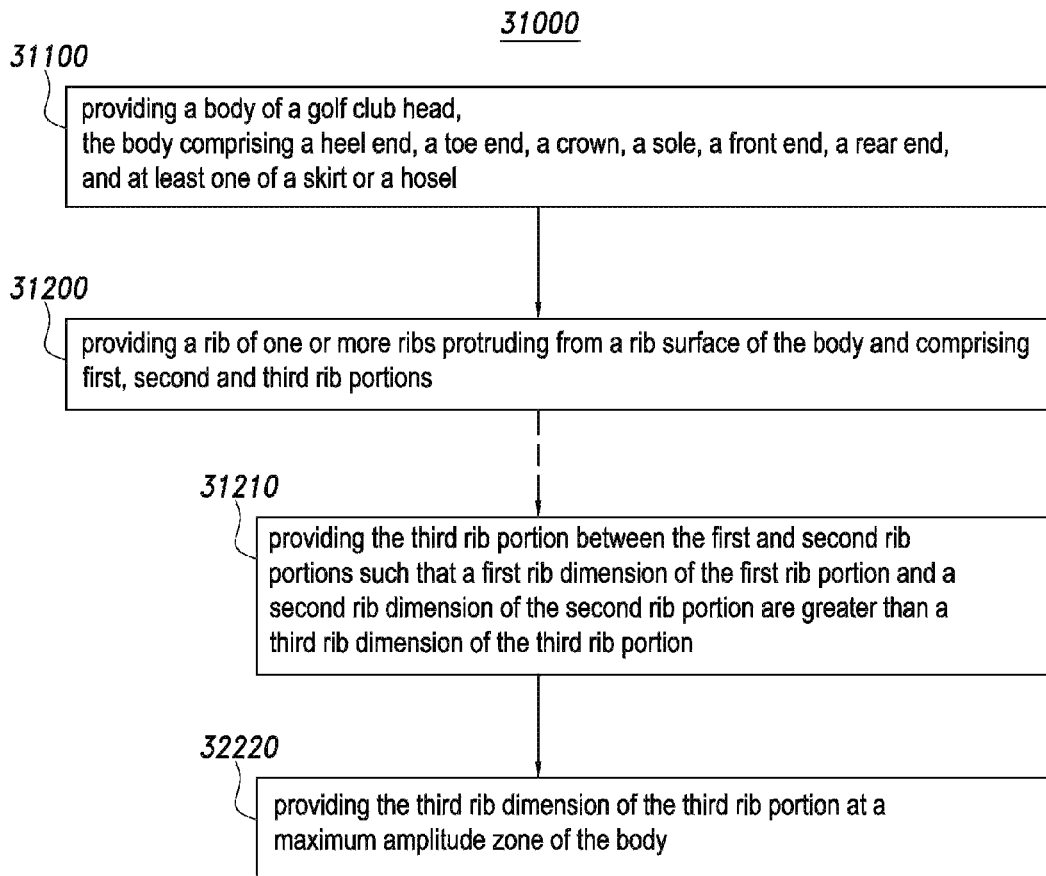 31000
31100
providing a body of a golf club head,
the body comprising a heel end, a toe end, a crown, a sole, a front end, a rear end,
and at least one of a skirt or a hosel
31200
providing a rib of one or more ribs protruding from a rib surface of the body and comprising
first, second and third rib portions
31210
providing the third rib portion between the first and second rib
portions such that a first rib dimension of the first rib portion and a
second rib dimension of the second rib portion are greater than a
third rib dimension of the third rib portion
32220
providing the third rib dimension of the third rib portion at a
maximum amplitude zone of the body